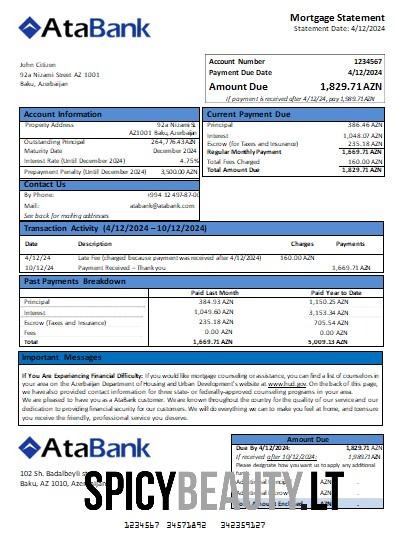 AtaBank
Mortgage Statement
Statement Date: 4/12/2024
John Citizen
92a Nizami Street AZ 1001
Baku, Azerbaijan
Account Number 1234567
Payment Due Date 4/12/2024
Amount Due 1,829.71 AZN
If payment is received after 4/12/24, pay 1,989.71 AZN
Account Information
Property Address 92a Nizami S
AZ1001 Baku, Azerbaijan
Outstanding Principal 264,776.43 AZN
Maturity Date December 2024
Interest Rate (Until December 2024) 4.75%
Prepayment Penalty (Until December 2024) 3,500.00 AZN
Contact Us
By Phone: +994 12 497-87-0
Mail: atabank@atabank.com
See back for mailing addresses
Current Payment Due
Principal 386.46 AZN
Interest 1,048.07 AZN
Escrow (for Taxes and Insurance) 235.18 AZN
Regular Monthly Payment 1,669.71 AZN
Total Fees Charged 160.00 AZN
Total Amount Due 1,829.71 AZN
Transaction Activity (4/12/2024 – 10/12/2024)
Date Description Charges Payments
4/12/24 Late Fee (charged because payment was received after 4/12/2024) 160.00 AZN
10/12/24 Payment Received – Thank you 1,669.71 AZN
Past Payments Breakdown
Paid Last Month Paid Year to Date
Principal 384.93 AZN 1,150.25 AZN
Interest 1,049.60 AZN 3,153.34 AZN
Escrow (Taxes and Insurance) 235.18 AZN 705.54 AZN
Fees 0.00 AZN 0.00 AZN
Total 1,669.71 AZN 5,009.13 AZN
Important Messages
If You Are Experiencing Financial Difficulty: If you would like mortgage counseling or assistance, you can find a list of counselors in
your area on the Azerbaijan Department of Housing and Urban Development's website at www.hud.gov. On the back of this page,
we have also provided contact information for three state- or federally-approved counseling programs in your area.
We are pleased to have you as a AtaBank customer. We are known throughout the country for the quality of our service and our
dedication to providing financial security for our customers. We will do everything we can to make you feel at home, and to ensure
you receive the friendly, professional service you deserve.
AtaBank
102 Sh. Badalbeyli st
Baku, AZ 1010, Azerbaijan
Amount Due
Due By 4/12/2024: 1,829.71 AZN
If received after 10/12/2024: 1,989.71 AZN
Please designate how you want us to apply any additional
funds
Additional
Additional Escrow
Total Amount Enclosed
SPICYBEAUTY.LT
1234567 34571892 342359127